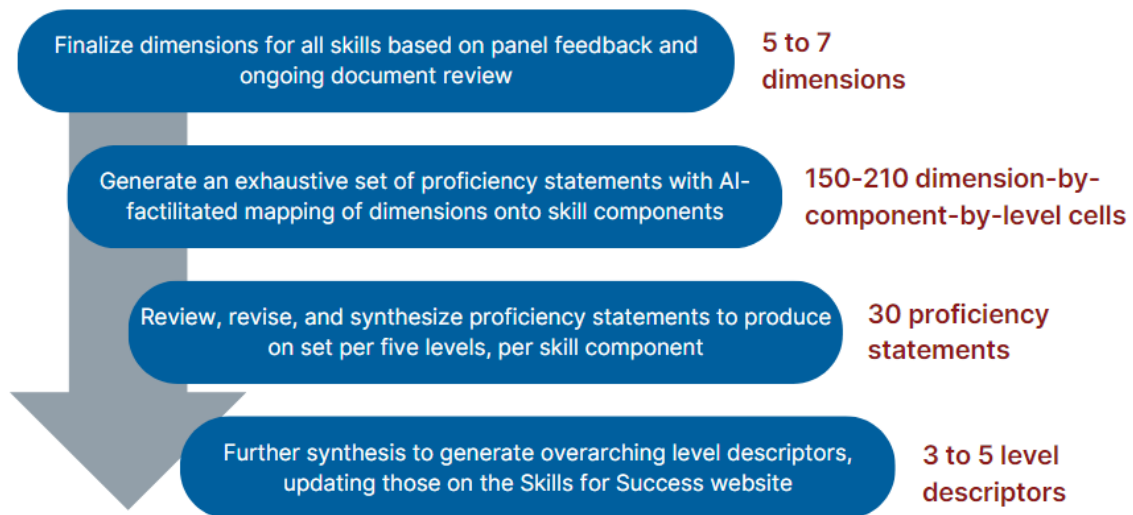 Finalize dimensions for all skills based on panel feedback and
ongoing document review
5 to 7
dimensions
Generate an exhaustive set of proficiency statements with AI-
factilitated mapping of dimensions onto skill components
150-210 dimension-by-
component-by-level cells
Review, revise, and synthesize proficiency statements to produce
on set per five levels, per skill component
30 proficiency
statements
Further synthesis to generate overarching level descriptors,
updating those on the Skills for Success website
3 to 5 level
descriptors